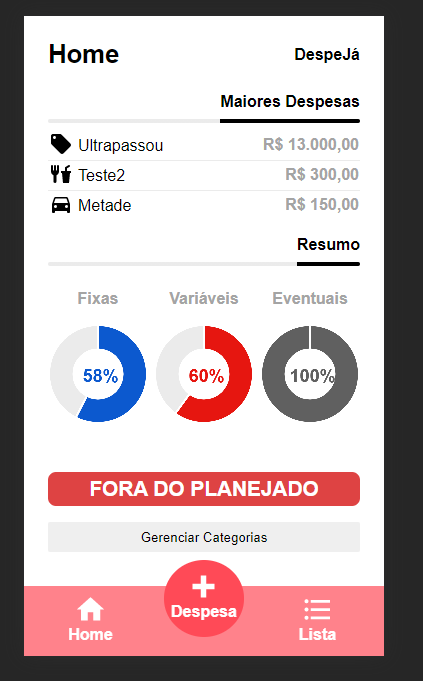 Home DespeJá
Maiores Despesas
Ultrapassou R$ 13.000,00
Teste2 R$ 300,00
Metade R$ 150,00
Resumo
Fixas Variáveis Eventuais
58% 60% 100%
FORA DO PLANEJADO
Gerenciar Categorias
Despesa
Home Lista